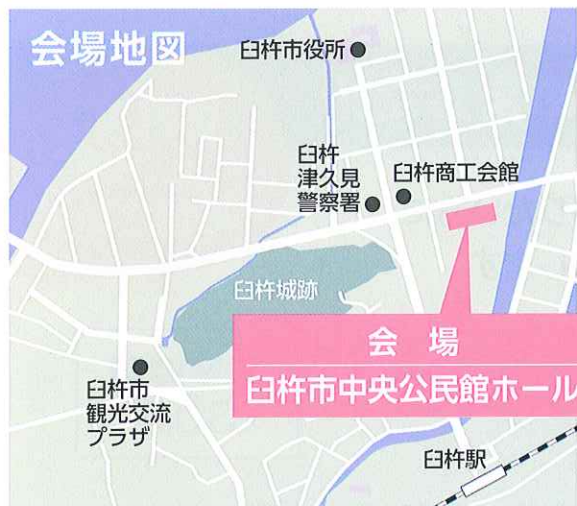 会場地図
臼杵市役所
臼杵
津久見
警察署
臼杵商工会館
臼杵城跡
会場
臼杵市中央公民館ホール
臼杵市
観光交流
プラザ
臼杵駅